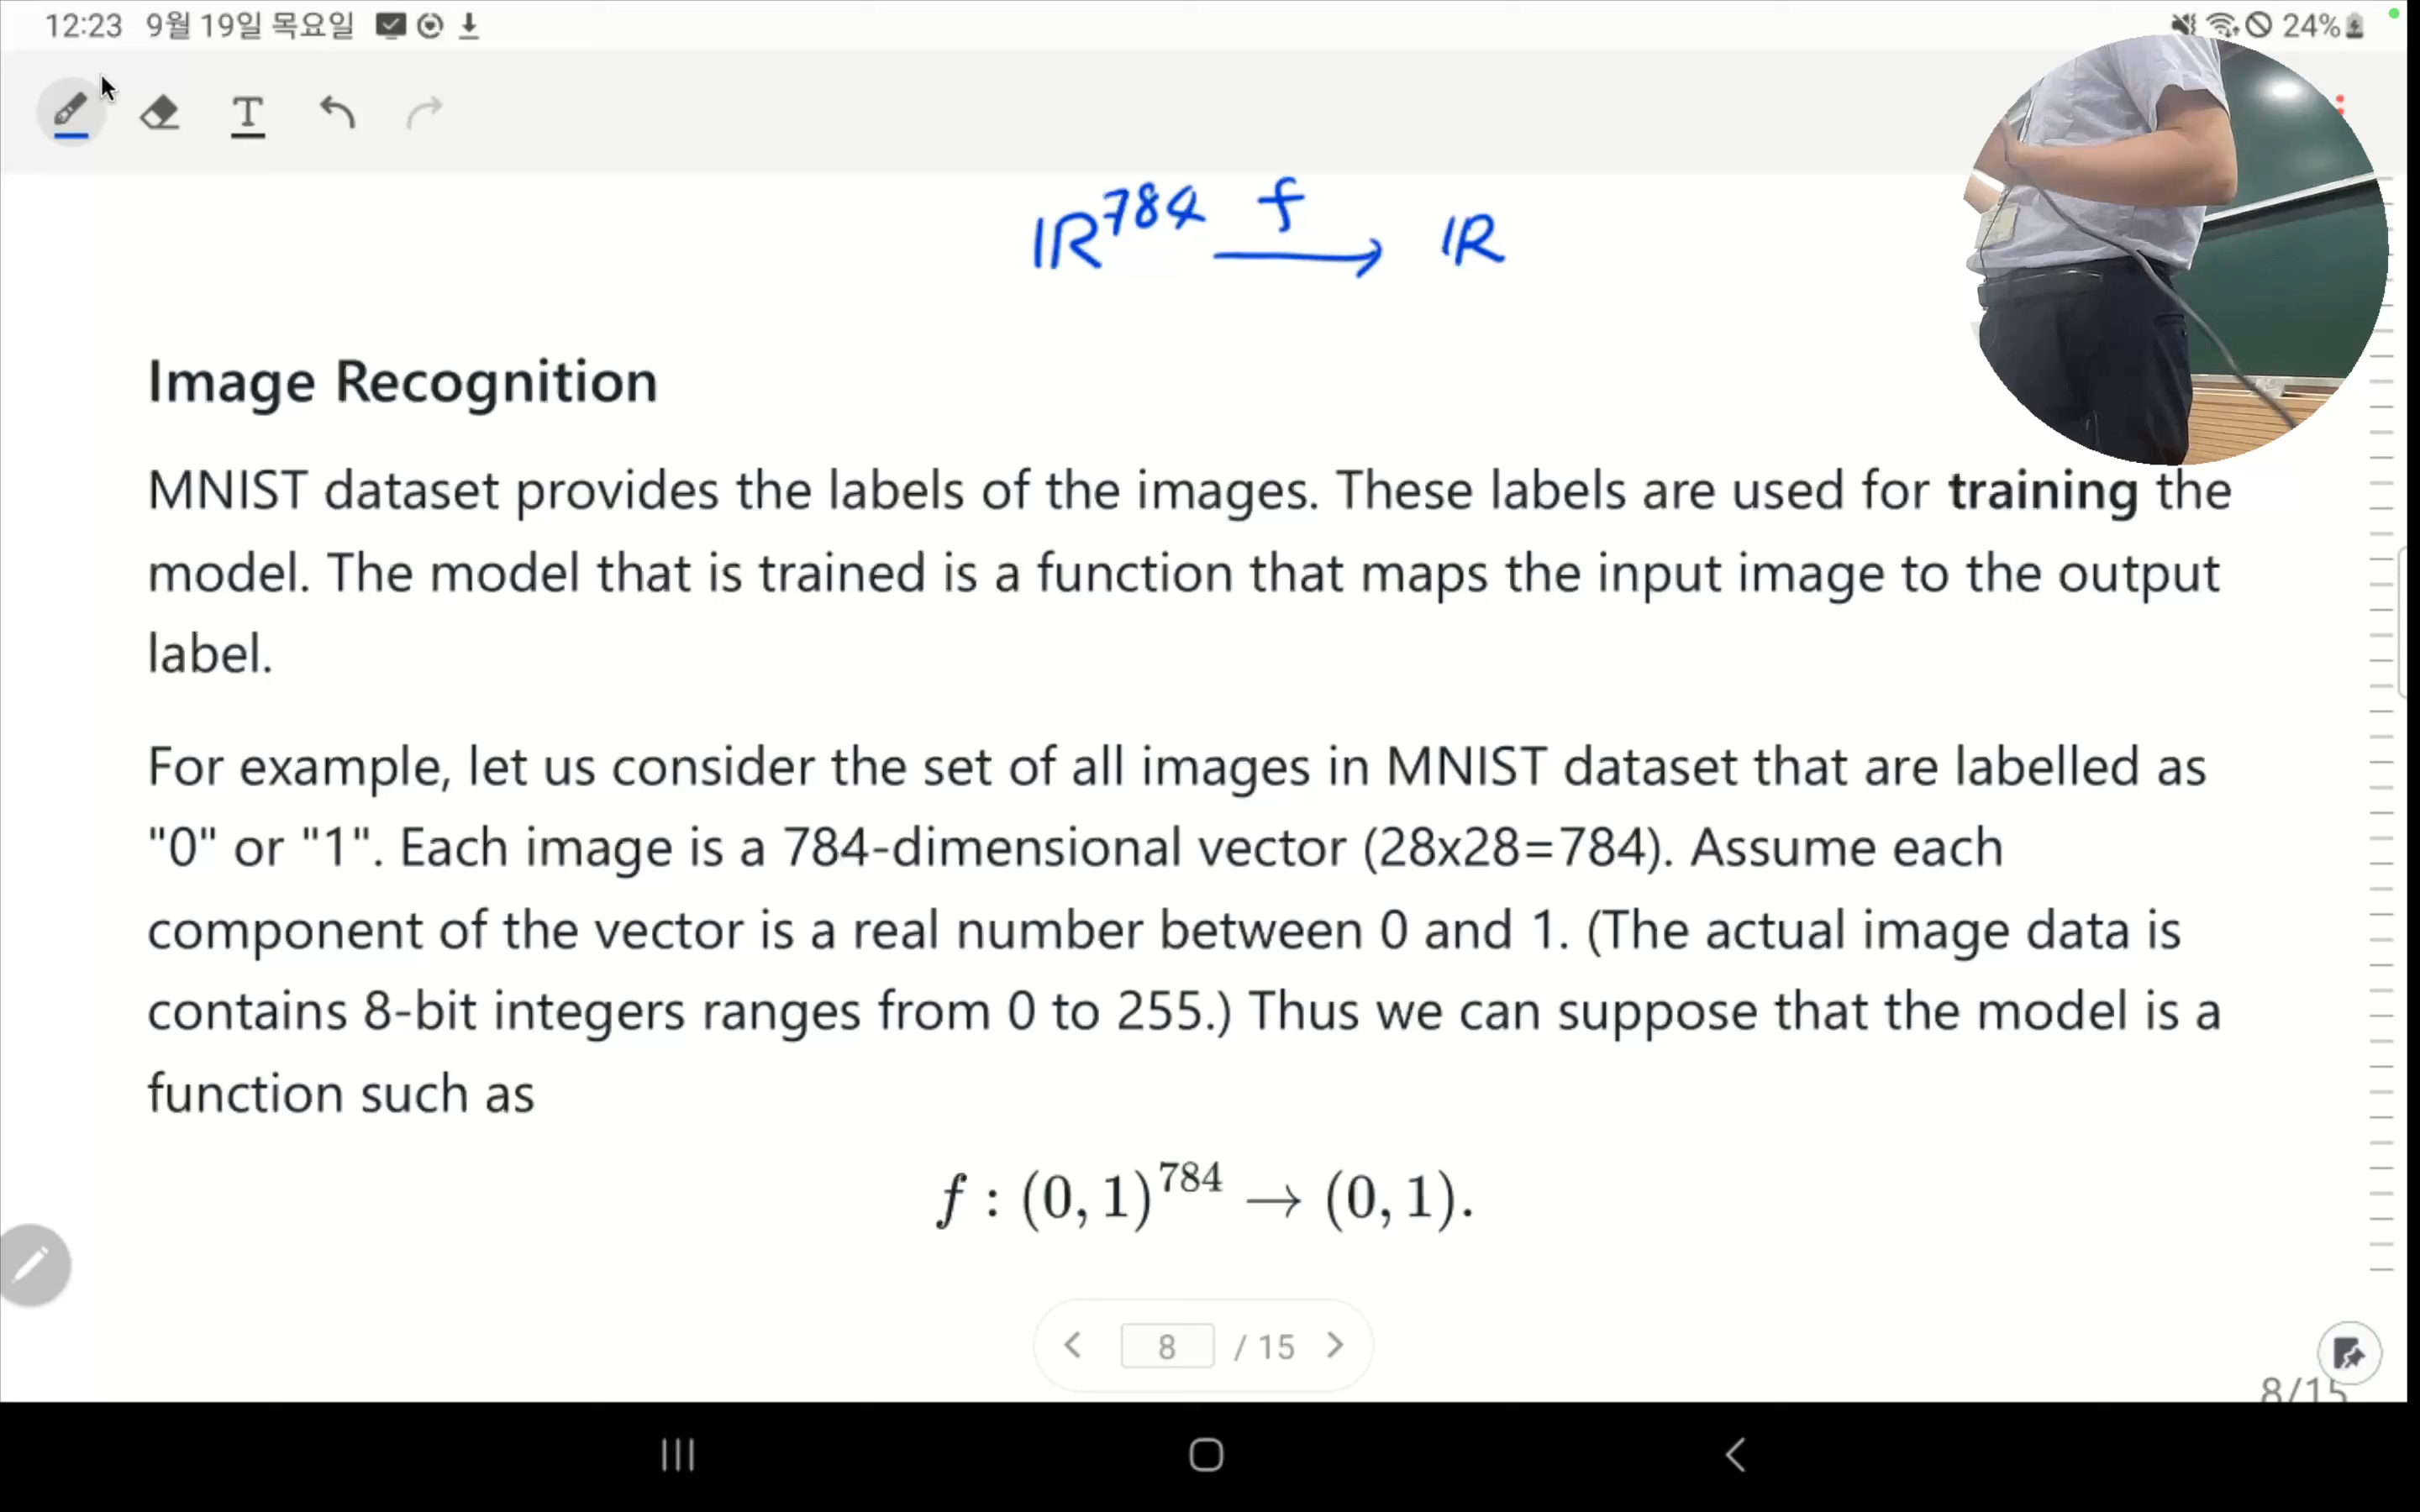 12:23 9월 19일 목요일 24%
T
ℝ^784 f → ℝ
Image Recognition
MNIST dataset provides the labels of the images. These labels are used for training the
model. The model that is trained is a function that maps the input image to the output
label.
For example, let us consider the set of all images in MNIST dataset that are labelled as
"0" or "1". Each image is a 784-dimensional vector (28x28=784). Assume each
component of the vector is a real number between 0 and 1. (The actual image data is
contains 8-bit integers ranges from 0 to 255.) Thus we can suppose that the model is a
function such as
f : (0, 1)^784 → (0, 1).
8 / 15
8/15